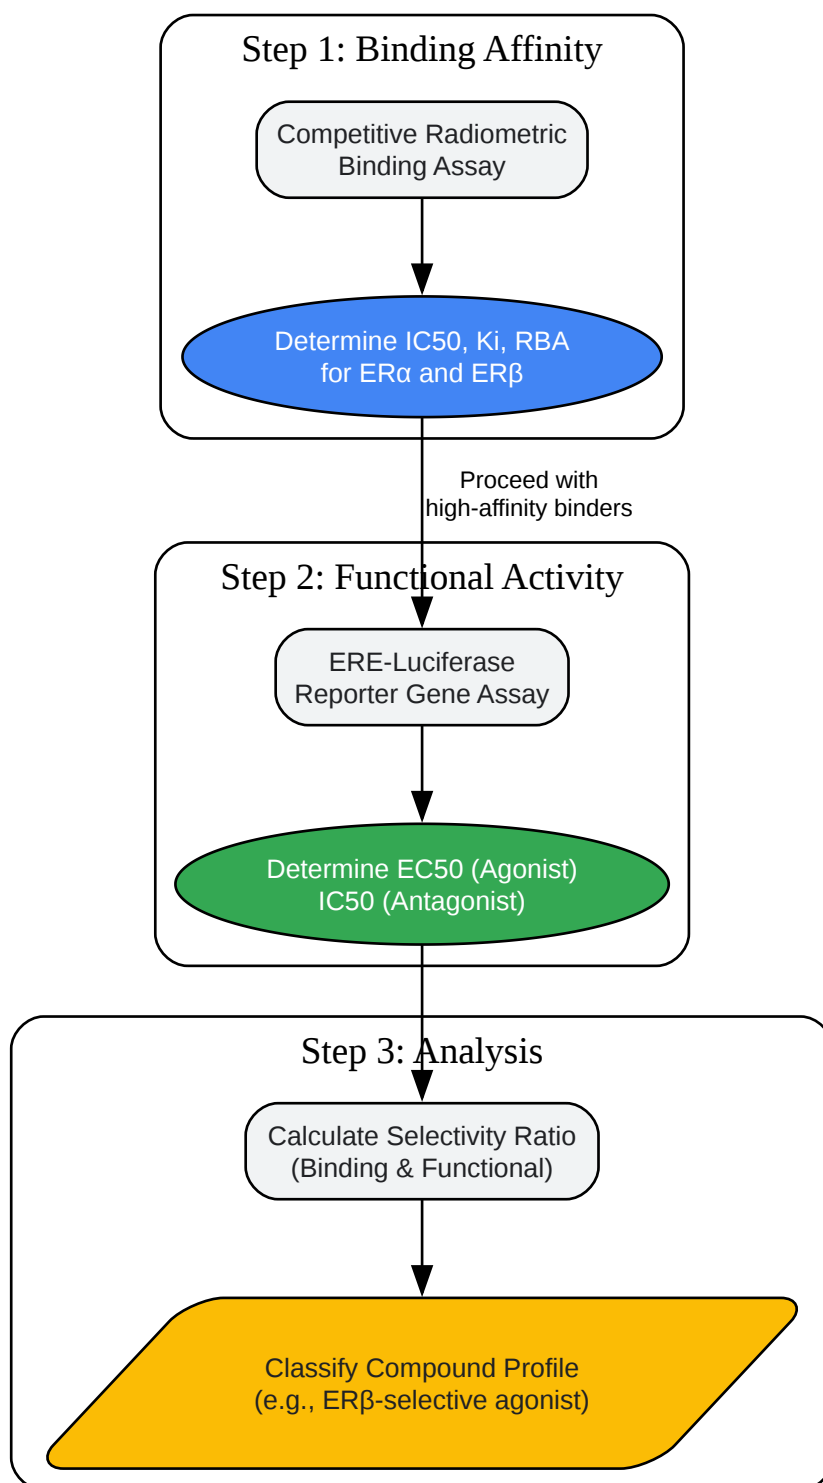 Step 1: Binding Affinity
Competitive Radiometric
Binding Assay
Determine IC50, Ki, RBA
for ERα and ERβ
Proceed with
high-affinity binders
Step 2: Functional Activity
ERE-Luciferase
Reporter Gene Assay
Determine EC50 (Agonist)
IC50 (Antagonist)
Step 3: Analysis
Calculate Selectivity Ratio
(Binding & Functional)
Classify Compound Profile
(e.g., ERβ-selective agonist)